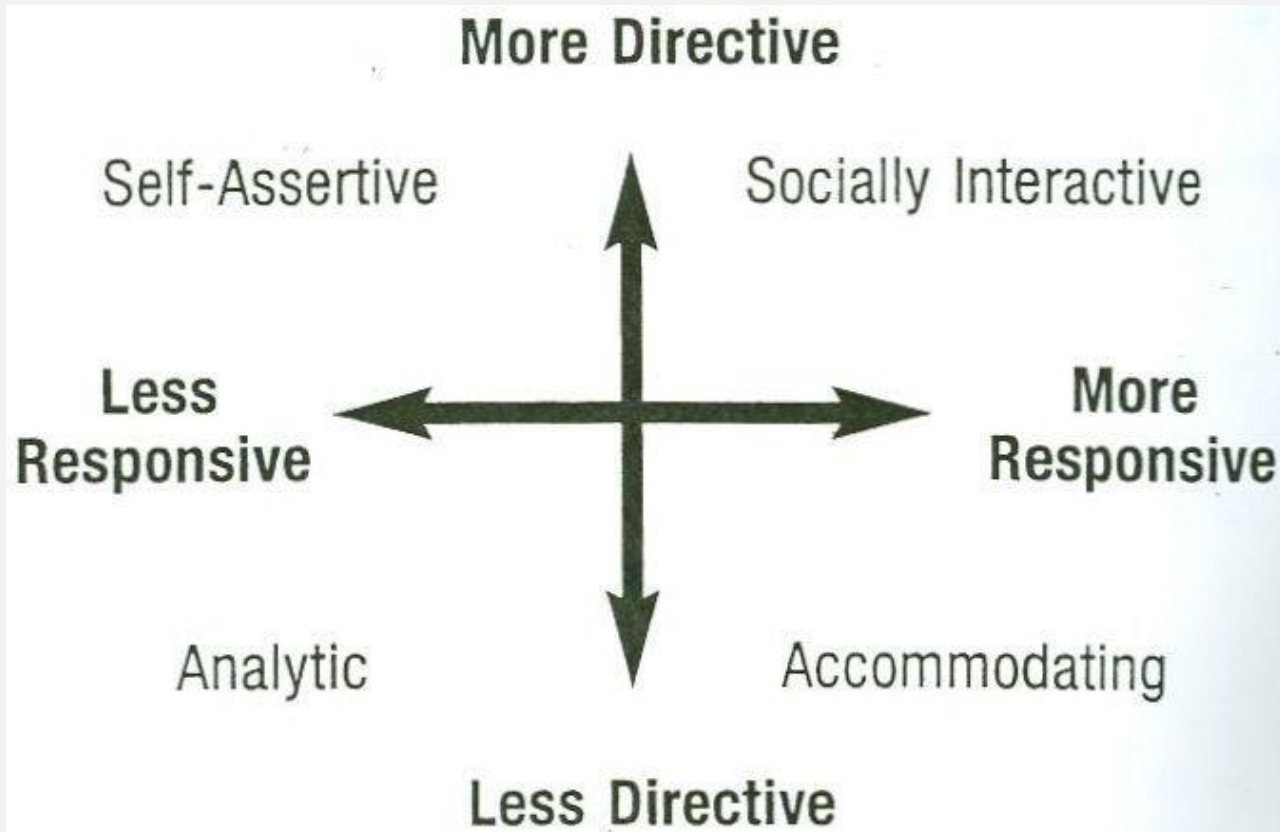 More Directive
Self-Assertive
Socially Interactive
Less
Responsive
More
Responsive
Analytic
Accommodating
Less Directive